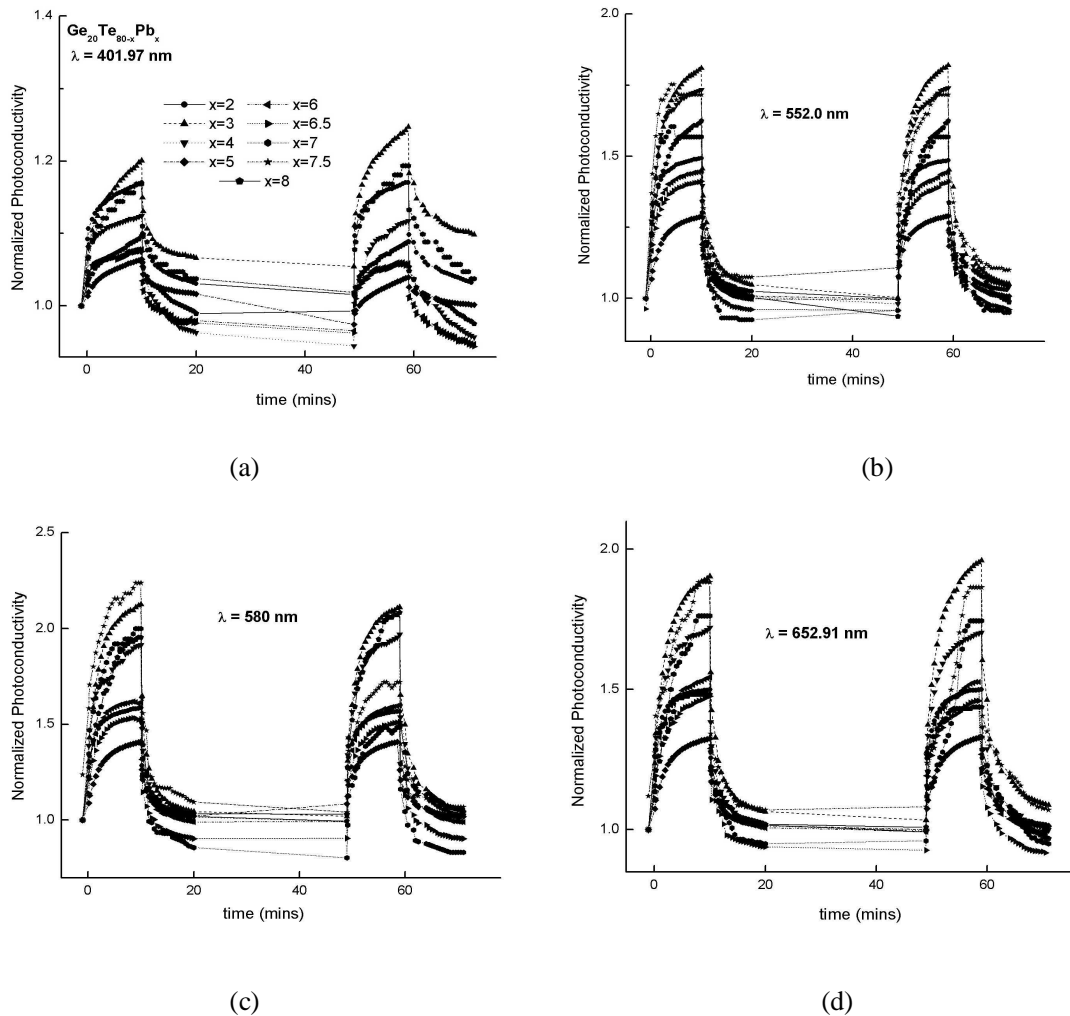 Ge20Te80-xPbx
λ = 401.97 nm
x=2
x=3
x=4
x=5
x=6
x=6.5
x=7
x=7.5
x=8
1.4
1.2
1.0
Normalized Photoconductivity
0 20 40 60
time (mins)
(a)
λ = 552.0 nm
2.0
1.5
1.0
Normalized Photoconductivity
0 20 40 60
time (mins)
(b)
λ = 580 nm
2.5
2.0
1.5
1.0
Normalized Photoconductivity
0 20 40 60
time (mins)
(c)
λ = 652.91 nm
2.0
1.5
1.0
Normalized Photoconductivity
0 20 40 60
time (mins)
(d)